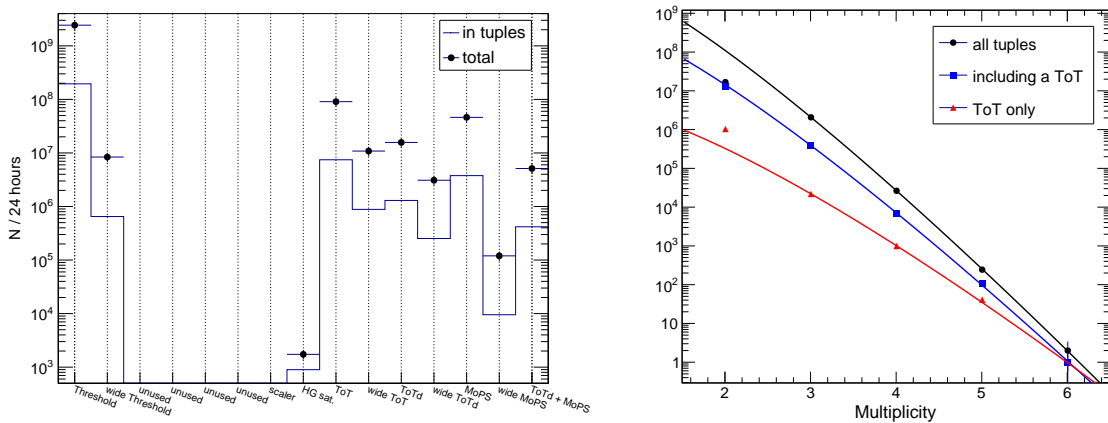 N / 24 hours
10⁹
10⁸
10⁷
10⁶
10⁵
10⁴
10³
in tuples
total
Threshold
wide Threshold
unused
unused
unused
unused
scaler
HG sat.
ToT
wide ToT
ToTd
wide ToTd
MoPS
wide MoPS
ToTd + MoPS
10⁹
10⁸
10⁷
10⁶
10⁵
10⁴
10³
10²
10
1
all tuples
including a ToT
ToT only
2 3 4 5 6
Multiplicity